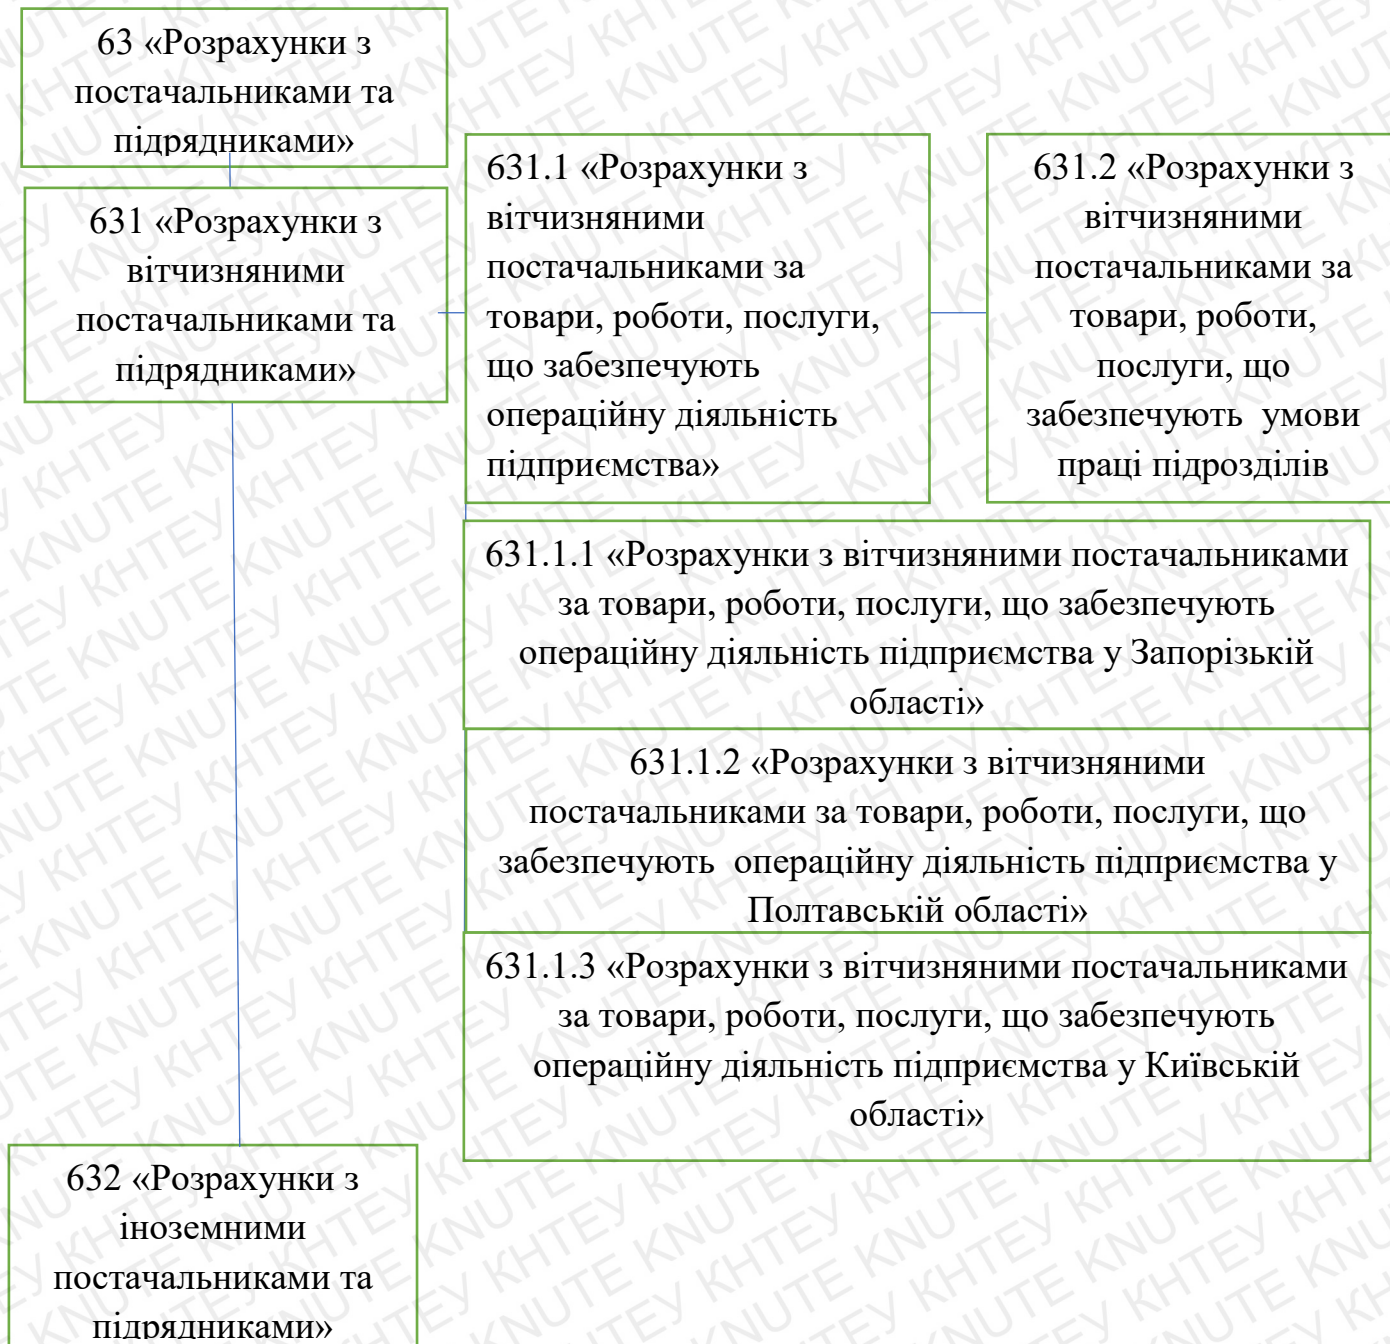 63 «Розрахунки з
постачальниками та
підрядниками»
631 «Розрахунки з
вітчизняними
постачальниками та
підрядниками»
631.1 «Розрахунки з
вітчизняними
постачальниками за
товари, роботи, послуги,
що забезпечують
операційну діяльність
підприємства»
631.2 «Розрахунки з
вітчизняними
постачальниками за
товари, роботи,
послуги, що
забезпечують умови
праці підрозділів
631.1.1 «Розрахунки з вітчизняними постачальниками
за товари, роботи, послуги, що забезпечують
операційну діяльність підприємства у Запорізькій
області»
631.1.2 «Розрахунки з вітчизняними
постачальниками за товари, роботи, послуги, що
забезпечують операційну діяльність підприємства у
Полтавській області»
631.1.3 «Розрахунки з вітчизняними постачальниками
за товари, роботи, послуги, що забезпечують
операційну діяльність підприємства у Київській
області»
632 «Розрахунки з
іноземними
постачальниками та
підрядниками»